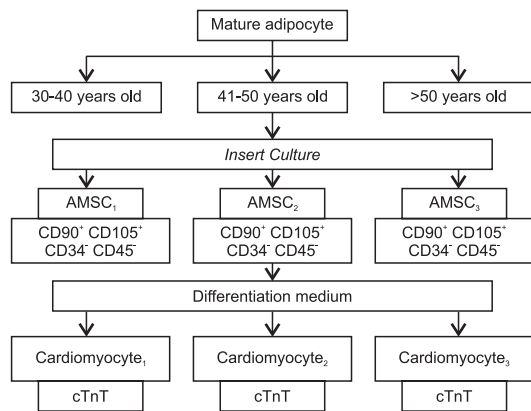 Mature adipocyte
30-40 years old
41-50 years old
>50 years old
Insert Culture
AMSC₁
AMSC₂
AMSC₃
CD90⁺ CD105⁺
CD34⁻ CD45⁻
CD90⁺ CD105⁺
CD34⁻ CD45⁻
CD90⁺ CD105⁺
CD34⁻ CD45⁻
Differentiation medium
Cardiomyocyte₁
Cardiomyocyte₂
Cardiomyocyte₃
cTnT
cTnT
cTnT